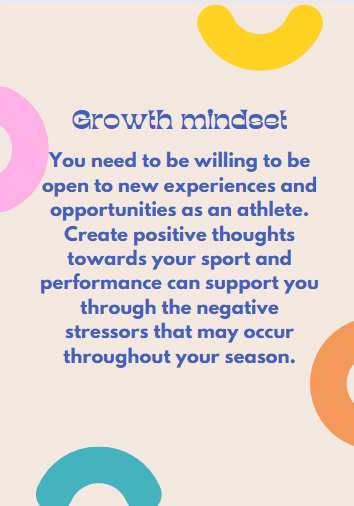 Growth mindset
You need to be willing to be
open to new experiences and
opportunities as an athlete.
Create positive thoughts
towards your sport and
performance can support you
through the negative
stressors that may occur
throughout your season.